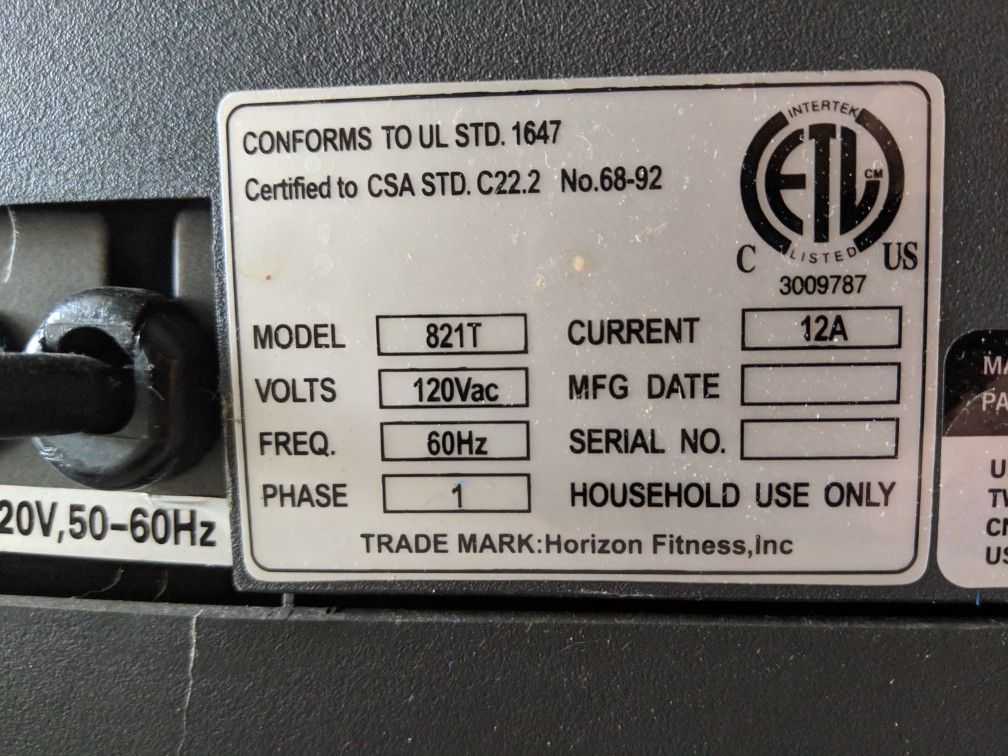 CONFORMS TO UL STD. 1647
Certified to CSA STD. C22.2 No.68-92
INTERTEK
ETL CM
LISTED
C US
3009787
MODEL 821T CURRENT 12A
VOLTS 120Vac MFG DATE
FREQ. 60Hz SERIAL NO.
PHASE 1 HOUSEHOLD USE ONLY
TRADE MARK:Horizon Fitness,Inc
20V,50-60Hz
MA
PA
U